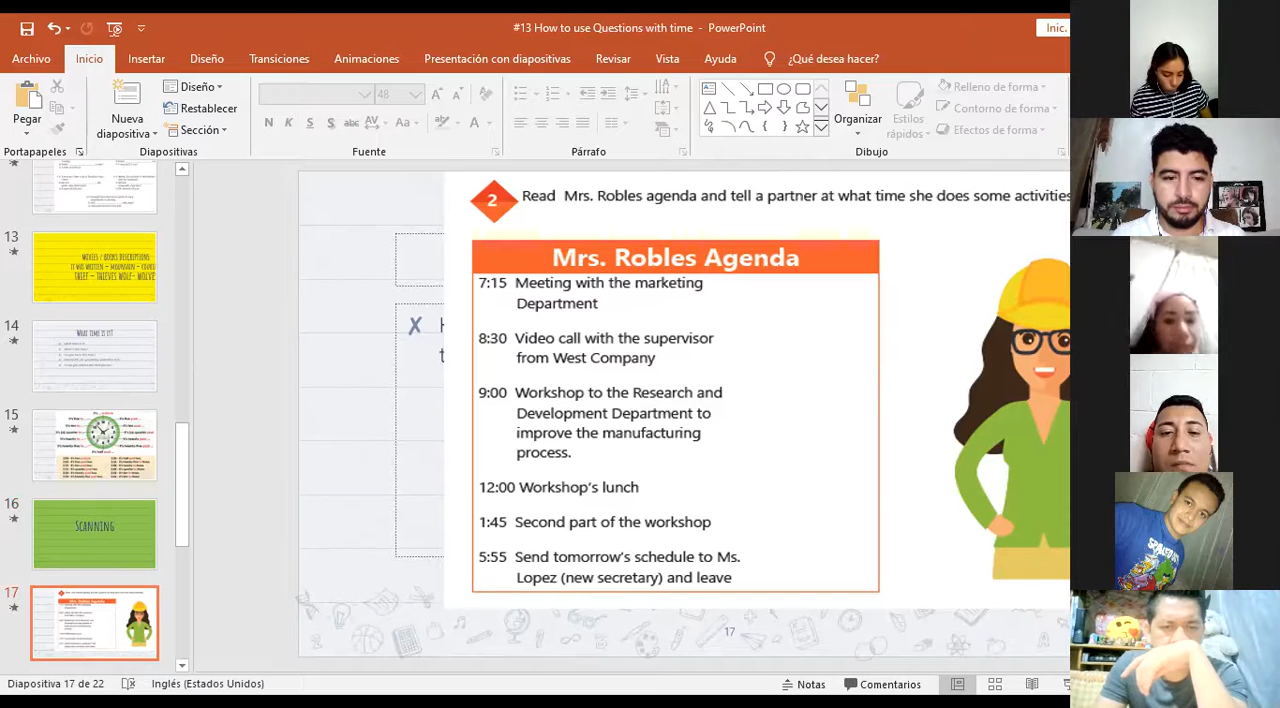 #13 How to use Questions with time - PowerPoint
Inic.
Archivo Inicio Insertar Diseño Transiciones Animaciones Presentación con diapositivas Revisar Vista Ayuda ¿Qué desea hacer?
Pegar
Nueva diapositiva
Diseño
Restablecer
Sección
48
N K S S abc AV Aa A
Organizar
Estilos rápidos
Relleno de forma
Contorno de forma
Efectos de forma
Portapapeles Diapositivas Fuente Párrafo Dibujo
13
Movies / Books Descriptions
14
What time is it?
15
16
Scanning
17
2 Read Mrs. Robles agenda and tell a partner at what time she does some activities
Mrs. Robles Agenda
7:15 Meeting with the marketing
Department
8:30 Video call with the supervisor
from West Company
9:00 Workshop to the Research and
Development Department to
improve the manufacturing
process.
12:00 Workshop's lunch
1:45 Second part of the workshop
5:55 Send tomorrow's schedule to Ms.
Lopez (new secretary) and leave
17
Diapositiva 17 de 22 Inglés (Estados Unidos) Notas Comentarios